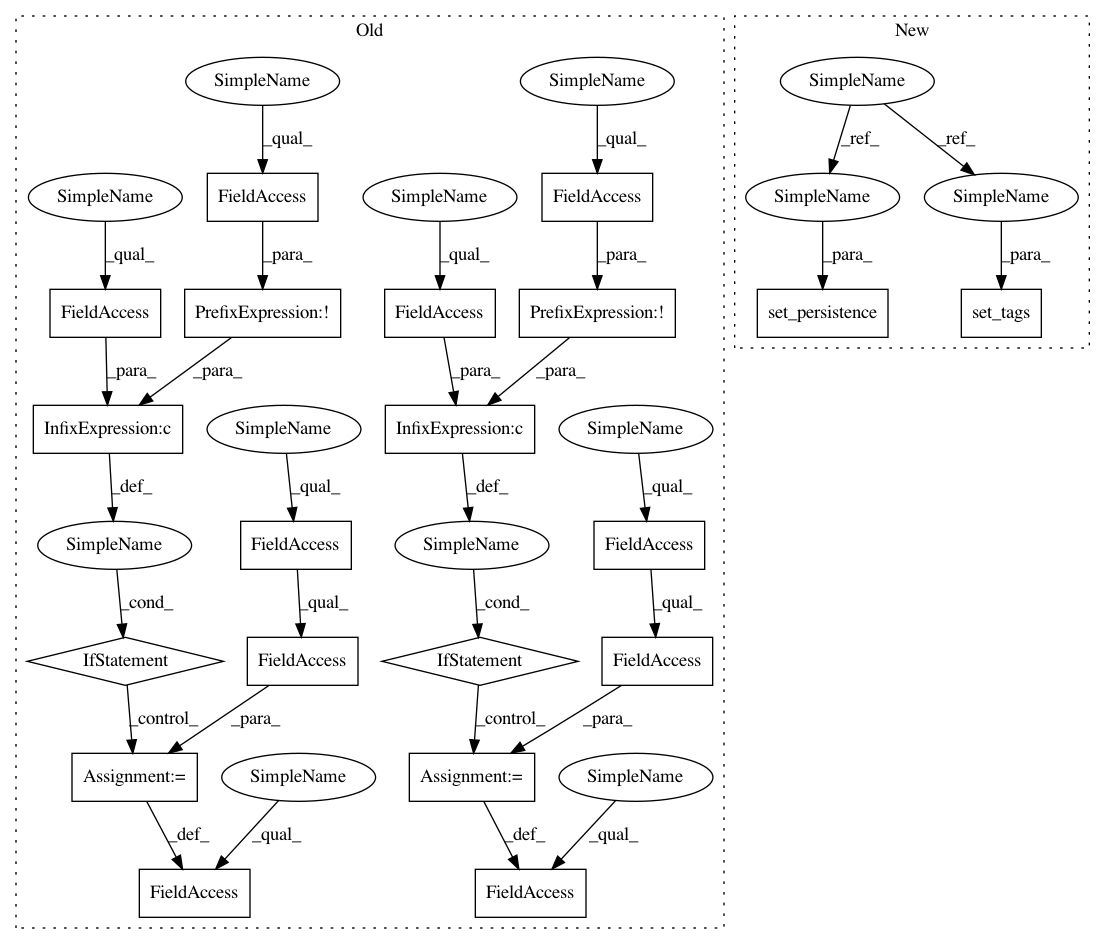 Old
New
SimpleName
SimpleName
SimpleName
_qual_
_qual_
_ref_
_ref_
SimpleName
FieldAccess
SimpleName
FieldAccess
SimpleName
SimpleName
_qual_
_para_
_qual_
_para_
_para_
_para_
FieldAccess
PrefixExpression:!
FieldAccess
PrefixExpression:!
set_persistence
set_tags
_para_
_para_
_para_
_para_
InfixExpression:c
SimpleName
InfixExpression:c
SimpleName
_def_
_qual_
_def_
_qual_
SimpleName
FieldAccess
SimpleName
FieldAccess
_cond_
_qual_
_cond_
_qual_
IfStatement
FieldAccess
IfStatement
FieldAccess
_control_
_para_
_control_
_para_
Assignment:=
SimpleName
Assignment:=
SimpleName
_def_
_qual_
_def_
_qual_
FieldAccess
FieldAccess